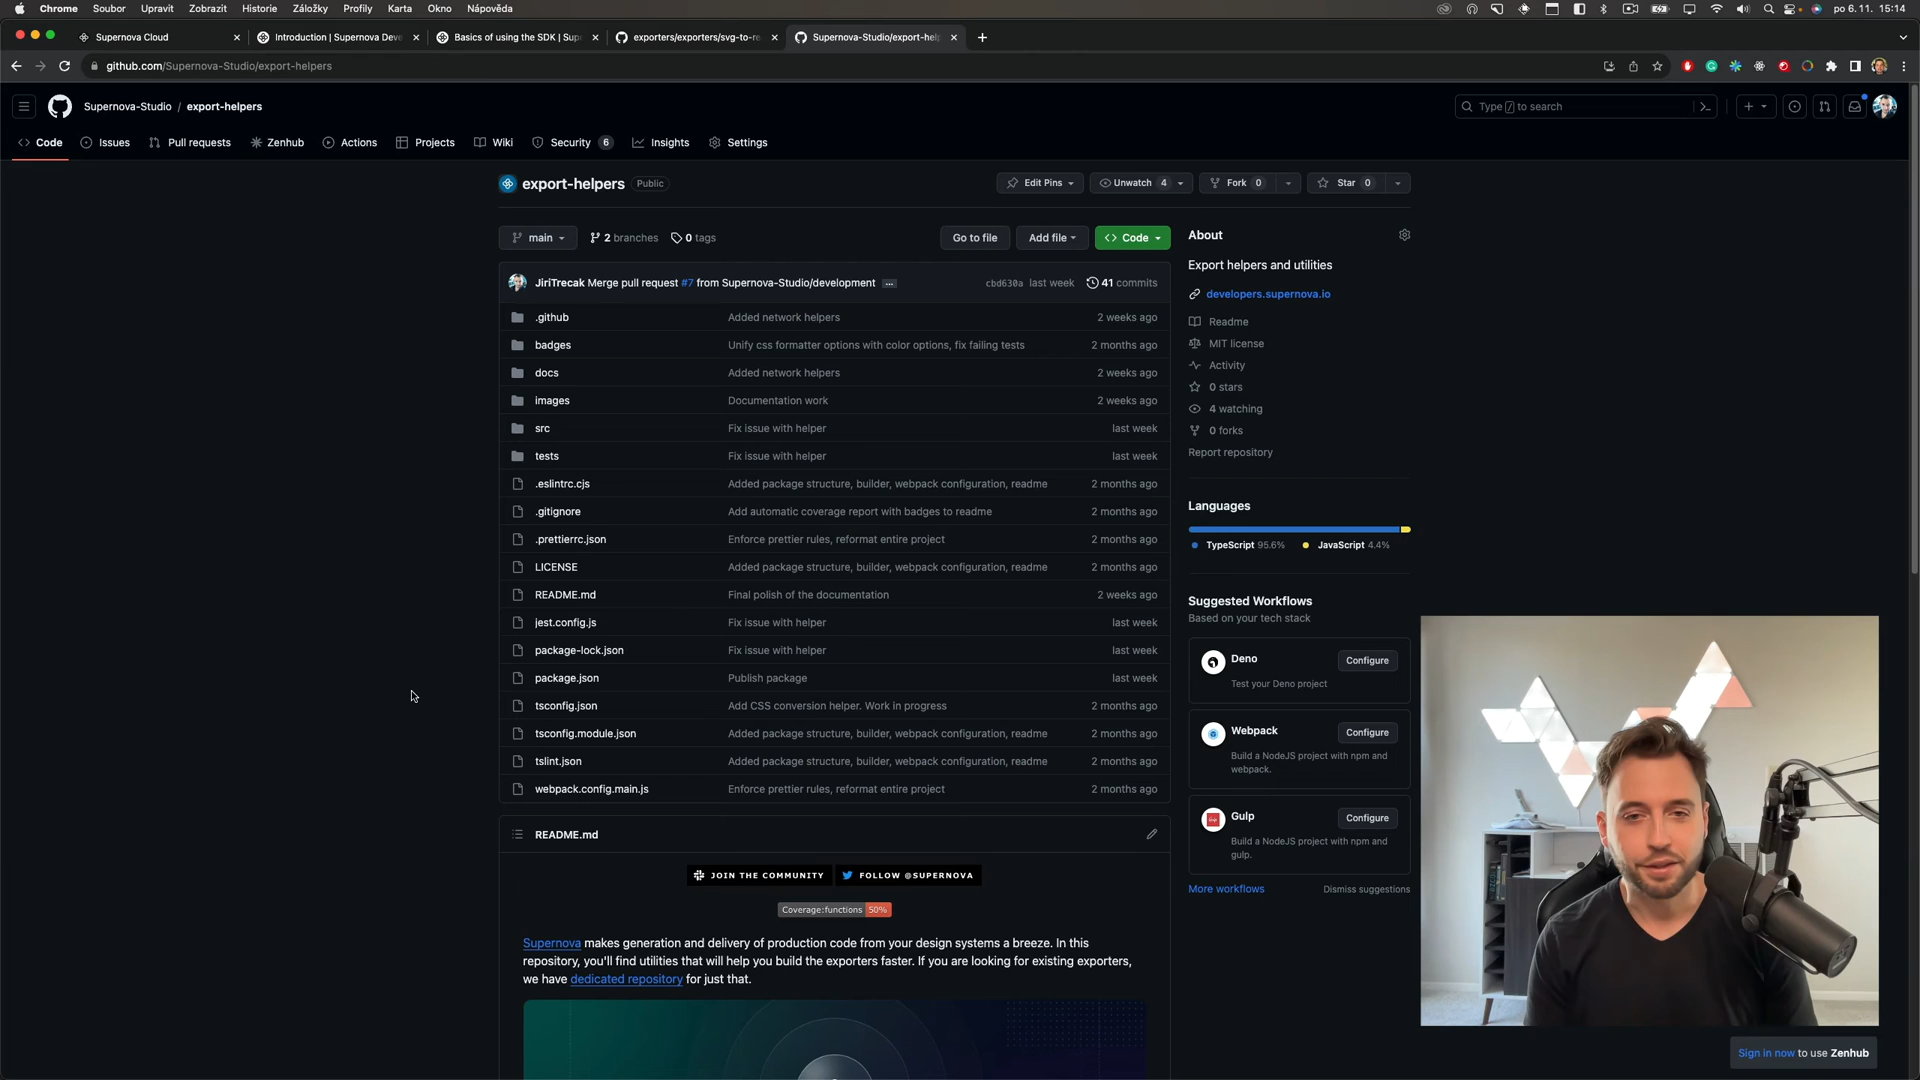 Chrome Soubor Upravit Zobrazit Historie Záložky Profily Karta Okno Nápověda po 6. 11. 15:14
Supernova Cloud
Introduction | Supernova Deve
Basics of using the SDK | Sup
exporters/exporters/svg-to-re
Supernova-Studio/export-help
github.com/Supernova-Studio/export-helpers
Supernova-Studio / export-helpers
Type / to search
Code Issues Pull requests Zenhub Actions Projects Wiki Security 6 Insights Settings
export-helpers Public
Edit Pins Unwatch 4 Fork 0 Star 0
main 2 branches 0 tags
Go to file Add file Code
JiriTrecak Merge pull request #7 from Supernova-Studio/development ... cbd630a last week 41 commits
.github Added network helpers 2 weeks ago
badges Unify css formatter options with color options, fix failing tests 2 months ago
docs Added network helpers 2 weeks ago
images Documentation work 2 weeks ago
src Fix issue with helper last week
tests Fix issue with helper last week
.eslintrc.cjs Added package structure, builder, webpack configuration, readme 2 months ago
.gitignore Add automatic coverage report with badges to readme 2 months ago
.prettierrc.json Enforce prettier rules, reformat entire project 2 months ago
LICENSE Added package structure, builder, webpack configuration, readme 2 months ago
README.md Final polish of the documentation 2 weeks ago
jest.config.js Fix issue with helper last week
package-lock.json Fix issue with helper last week
package.json Publish package last week
tsconfig.json Add CSS conversion helper. Work in progress 2 months ago
tsconfig.module.json Added package structure, builder, webpack configuration, readme 2 months ago
tslint.json Added package structure, builder, webpack configuration, readme 2 months ago
webpack.config.main.js Enforce prettier rules, reformat entire project 2 months ago
README.md
JOIN THE COMMUNITY FOLLOW @SUPERNOVA
Coverage:functions 50%
Supernova makes generation and delivery of production code from your design systems a breeze. In this
repository, you'll find utilities that will help you build the exporters faster. If you are looking for existing exporters,
we have dedicated repository for just that.
About
Export helpers and utilities
developers.supernova.io
Readme
MIT license
Activity
0 stars
4 watching
0 forks
Report repository
Languages
TypeScript 95.6% JavaScript 4.4%
Suggested Workflows
Based on your tech stack
Deno Configure
Test your Deno project
Webpack Configure
Build a NodeJS project with npm and
webpack.
Gulp Configure
Build a NodeJS project with npm and
gulp.
More workflows Dismiss suggestions
Sign in now to use Zenhub